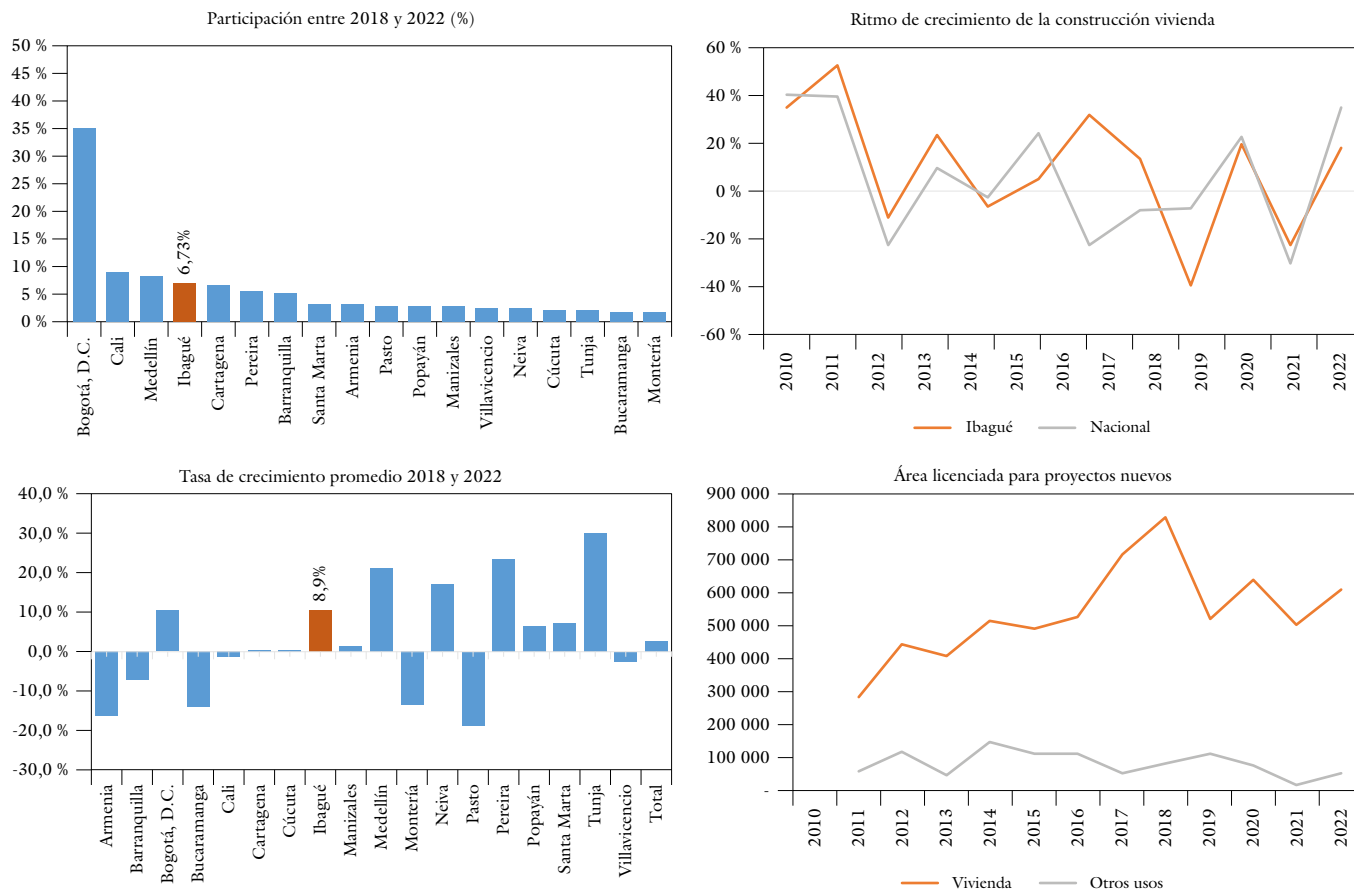 Participación entre 2018 y 2022 (%)
50 %
45 %
40 %
35 %
30 %
25 %
20 %
15 %
10 %
5 %
0 %
6,73%
Bogotá, D.C.
Cali
Medellín
Ibagué
Cartagena
Pereira
Barranquilla
Santa Marta
Armenia
Pasto
Popayán
Manizales
Villavicencio
Neiva
Cúcuta
Tunja
Bucaramanga
Montería
Ritmo de crecimiento de la construcción vivienda
60 %
40 %
20 %
0 %
-20 %
-40 %
-60 %
2010
2011
2012
2013
2014
2015
2016
2017
2018
2019
2020
2021
2022
Ibagué
Nacional
Tasa de crecimiento promedio 2018 y 2022
40,0 %
30,0 %
20,0 %
10,0 %
0,0 %
-10,0 %
-20,0 %
-30,0 %
8,9%
Armenia
Barranquilla
Bogotá, D.C.
Bucaramanga
Cali
Cartagena
Cúcuta
Ibagué
Manizales
Medellín
Montería
Neiva
Pasto
Pereira
Popayán
Santa Marta
Tunja
Villavicencio
Total
Área licenciada para proyectos nuevos
900 000
800 000
700 000
600 000
500 000
400 000
300 000
200 000
100 000
-
2010
2011
2012
2013
2014
2015
2016
2017
2018
2019
2020
2021
2022
Vivienda
Otros usos